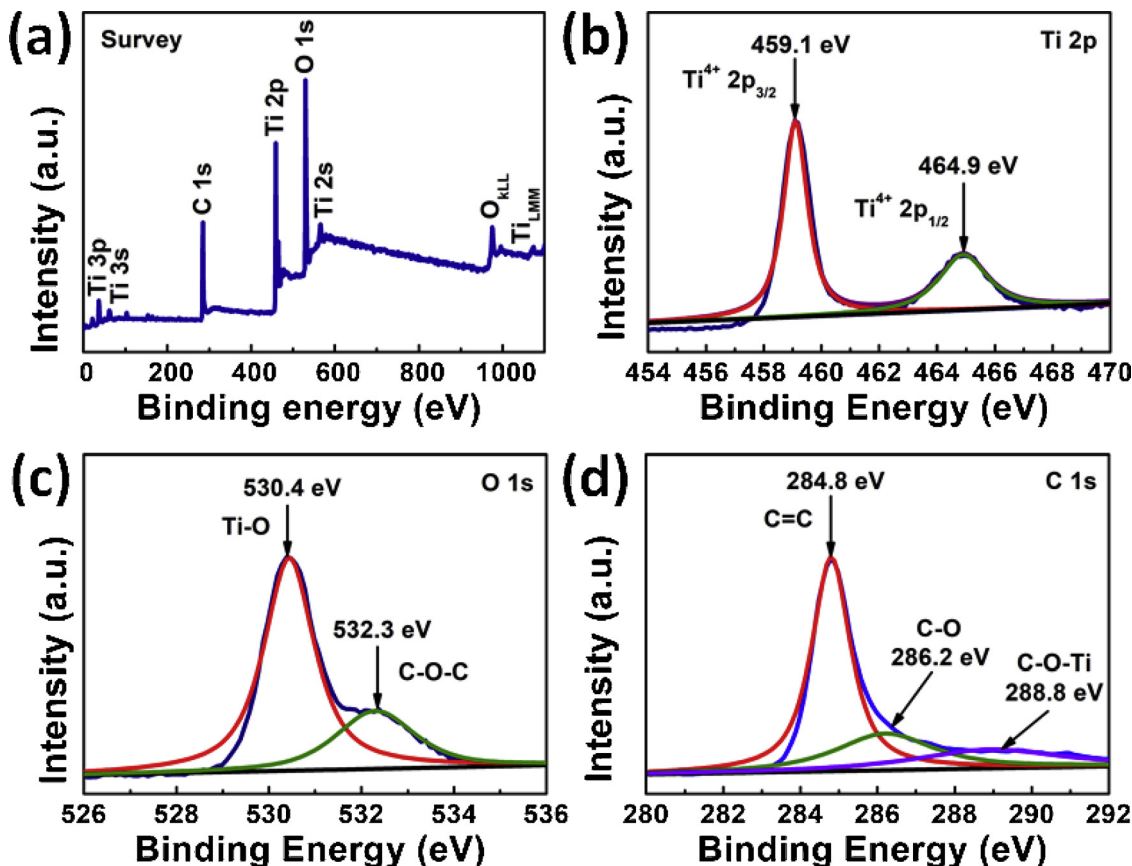 (a)
Survey
Intensity (a.u.)
Ti 3p
Ti 3s
C 1s
Ti 2p
O 1s
Ti 2s
O_KLL
Ti_LMM
0 200 400 600 800 1000
Binding energy (eV)
(b)
Ti 2p
459.1 eV
Ti⁴⁺ 2p₃/₂
464.9 eV
Ti⁴⁺ 2p₁/₂
Intensity (a.u.)
454 456 458 460 462 464 466 468 470
Binding Energy (eV)
(c)
O 1s
530.4 eV
Ti-O
532.3 eV
C-O-C
Intensity (a.u.)
526 528 530 532 534 536
Binding Energy (eV)
(d)
C 1s
284.8 eV
C=C
C-O
286.2 eV
C-O-Ti
288.8 eV
Intensity (a.u.)
280 282 284 286 288 290 292
Binding Energy (eV)